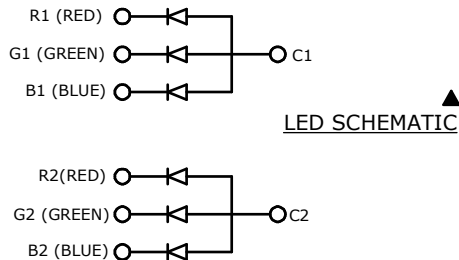 R1 (RED)
G1 (GREEN)
C1
B1 (BLUE)
LED SCHEMATIC
R2(RED)
G2 (GREEN)
C2
B2 (BLUE)